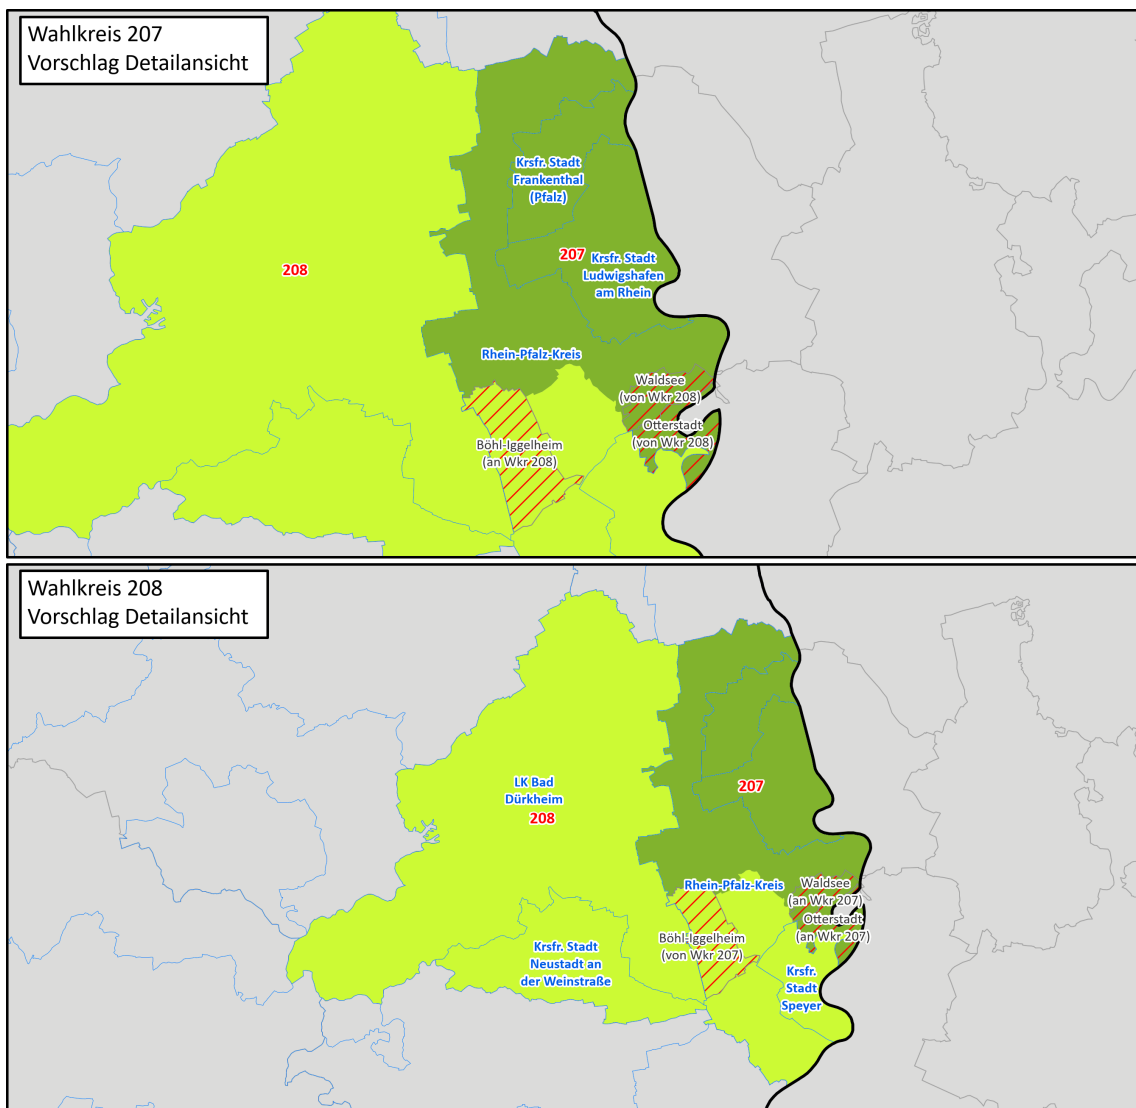 Wahlkreis 207
Vorschlag Detailansicht
Krsfr. Stadt
Frankenthal
(Pfalz)
207
208
Krsfr. Stadt
Ludwigshafen
am Rhein
Rhein-Pfalz-Kreis
Waldsee
(von Wkr 208)
Otterstadt
(von Wkr 208)
Böhl-Iggelheim
(an Wkr 208)
Wahlkreis 208
Vorschlag Detailansicht
LK Bad
Dürkheim
208
207
Rhein-Pfalz-Kreis
Waldsee
(an Wkr 207)
Otterstadt
(an Wkr 207)
Böhl-Iggelheim
(von Wkr 207)
Krsfr. Stadt
Neustadt an
der Weinstraße
Krsfr.
Stadt
Speyer